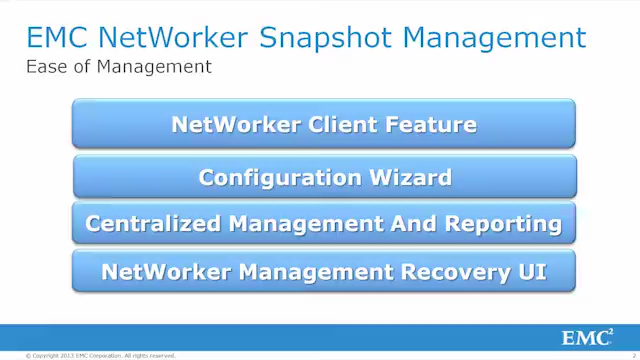 EMC NetWorker Snapshot Management
Ease of Management
NetWorker Client Feature
Configuration Wizard
Centralized Management And Reporting
NetWorker Management Recovery UI
EMC²
© Copyright 2013 EMC Corporation. All rights reserved.
2